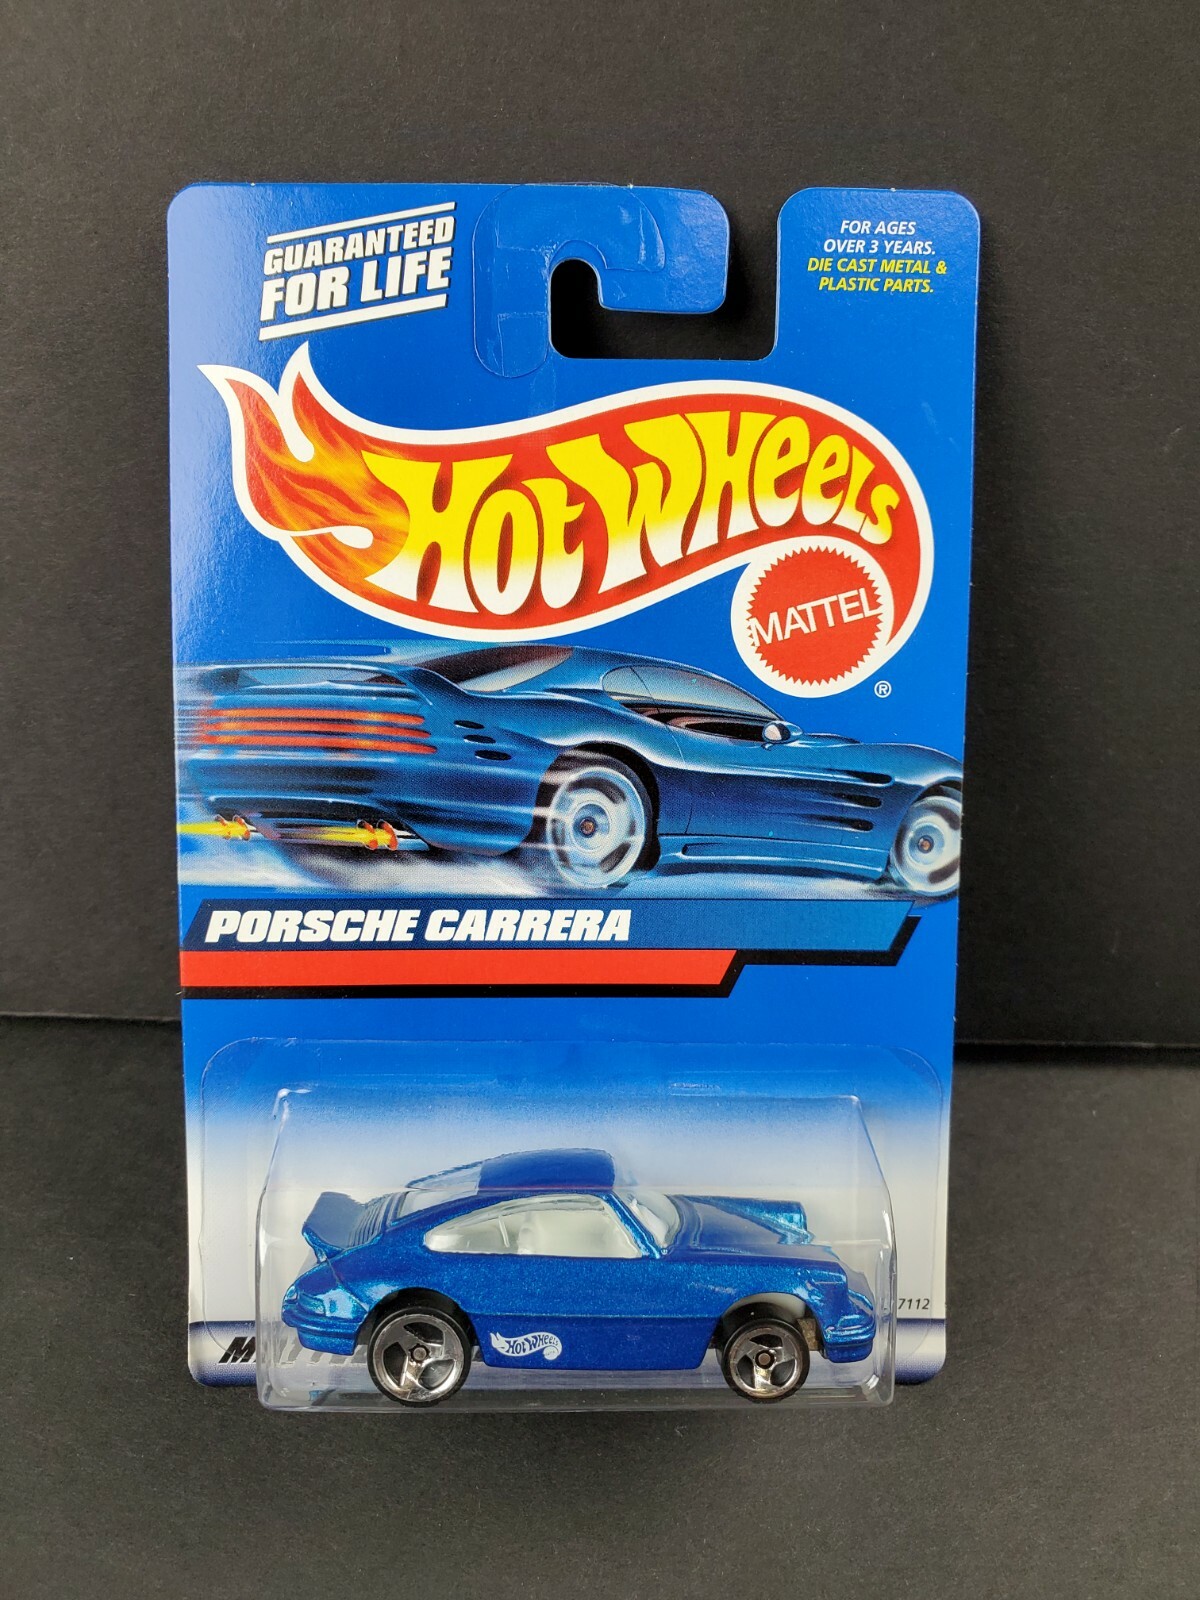 GUARANTEED
FOR LIFE
FOR AGES
OVER 3 YEARS.
DIE CAST METAL &
PLASTIC PARTS.
HOT WHEELS
MATTEL
®
PORSCHE CARRERA
7112
HOT WHEELS